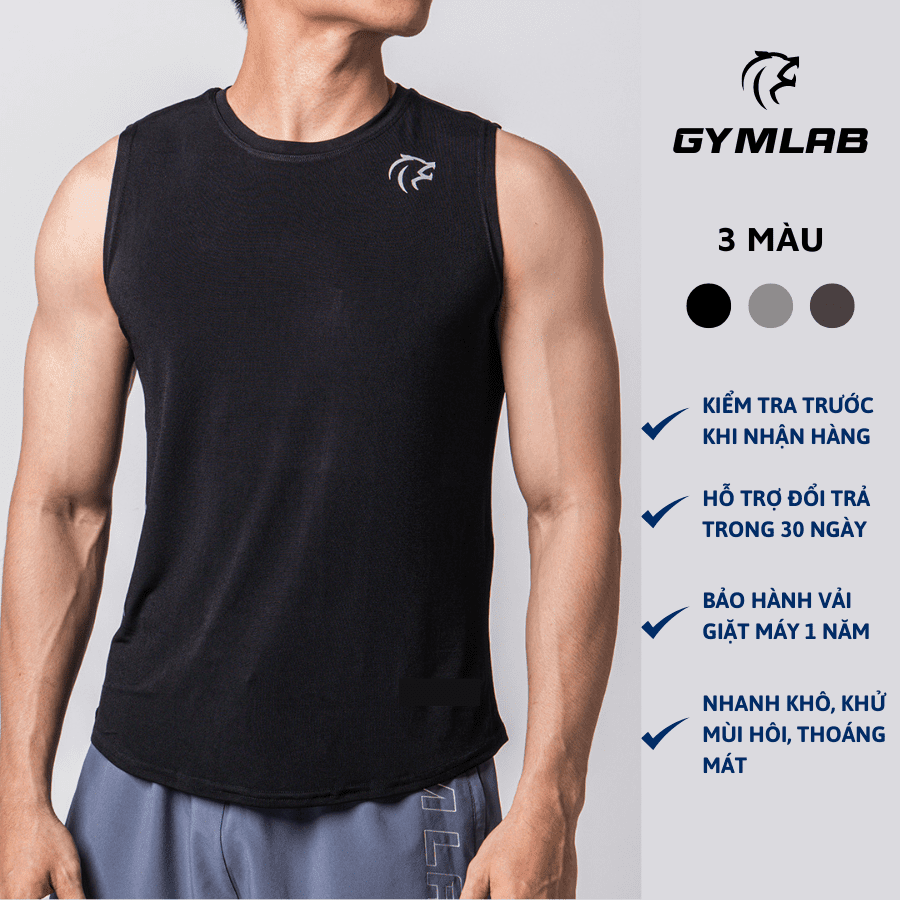 GYMLAB
3 MÀU
KIỂM TRA TRƯỚC
KHI NHẬN HÀNG
HỖ TRỢ ĐỔI TRẢ
TRONG 30 NGÀY
BẢO HÀNH VẢI
GIẶT MÁY 1 NĂM
NHANH KHÔ, KHỬ
MÙI HÔI, THOÁNG
MÁT